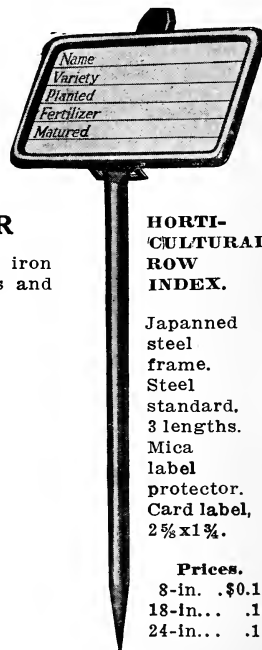 Name
Variety
Planted
Fertilizer
Matured
R
iron
s and
HORTI-
CULTURAL
ROW
INDEX.
Japanned
steel
frame.
Steel
standard,
3 lengths.
Mica
label
protector.
Card label,
2⅝x1¾.
Prices.
8-in. .$0.1
18-in... .1
24-in... .1